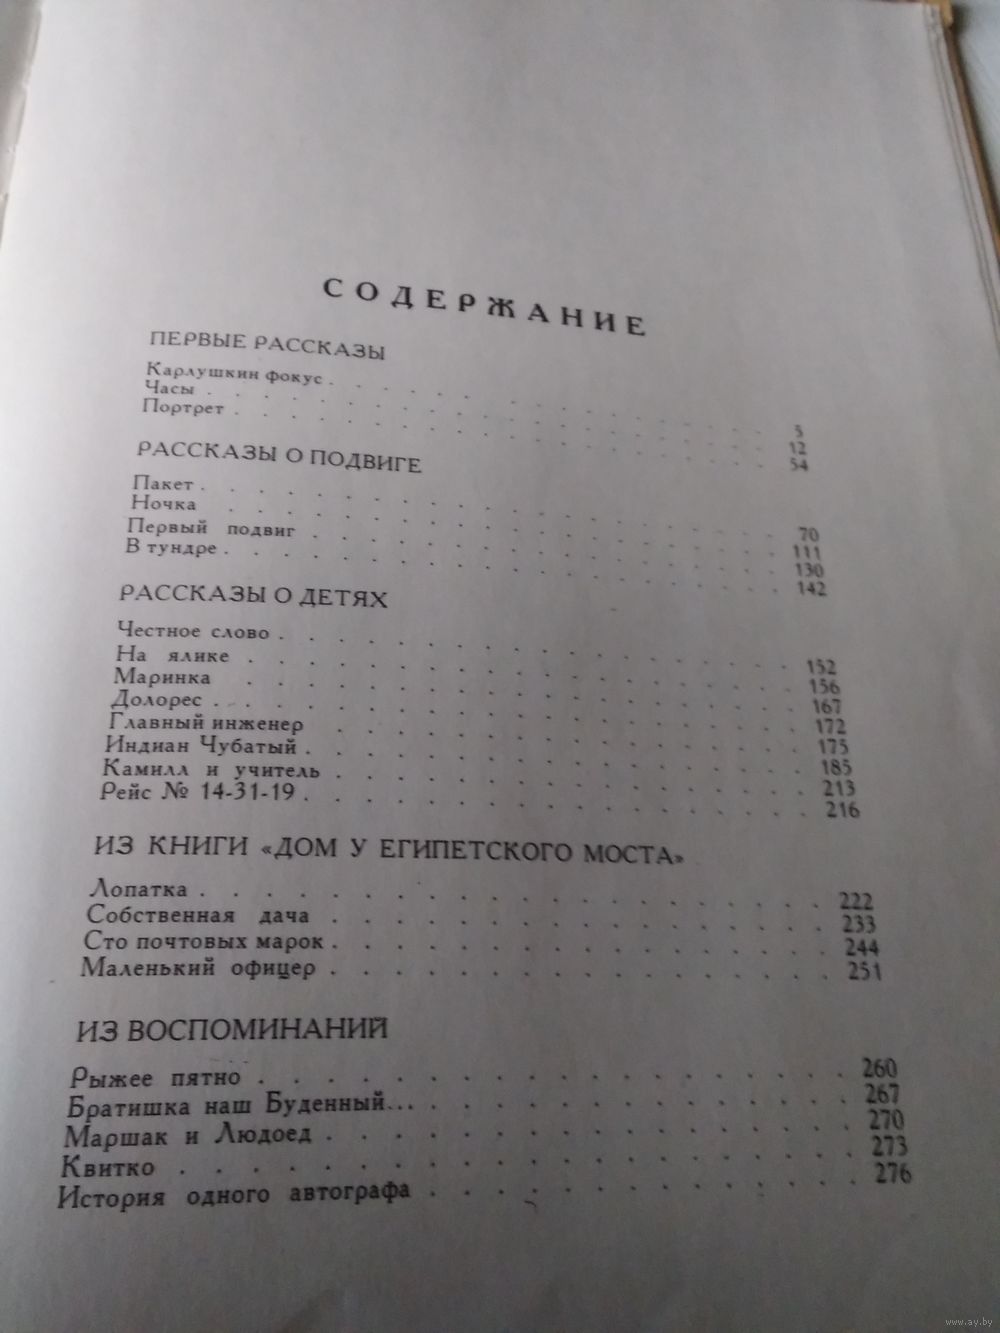 СОДЕРЖАНИЕ
ПЕРВЫЕ РАССКАЗЫ
Карлушкин фокус . . . . . . . . . . 5
Часы . . . . . . . . . . 12
Портрет . . . . . . . . . . 54
РАССКАЗЫ О ПОДВИГЕ
Пакет . . . . . . . . . . 70
Ночка . . . . . . . . . . 111
Первый подвиг . . . . . . . . . . 130
В тундре . . . . . . . . . . 142
РАССКАЗЫ О ДЕТЯХ
Честное слово . . . . . . . . . . 152
На ялике . . . . . . . . . . 156
Маринка . . . . . . . . . . 167
Долорес . . . . . . . . . . 172
Главный инженер . . . . . . . . . . 175
Индиан Чубатый . . . . . . . . . . 185
Камилл и учитель . . . . . . . . . . 213
Рейс № 14-31-19 . . . . . . . . . . 216
ИЗ КНИГИ «ДОМ У ЕГИПЕТСКОГО МОСТА»
Лопатка . . . . . . . . . . 222
Собственная дача . . . . . . . . . . 233
Сто почтовых марок . . . . . . . . . . 244
Маленький офицер . . . . . . . . . . 251
ИЗ ВОСПОМИНАНИЙ
Рыжее пятно . . . . . . . . . . 260
Братишка наш Буденный... . . . . . . . . . . 267
Маршак и Людоед . . . . . . . . . . 270
Квитко . . . . . . . . . . 273
История одного автографа . . . . . . . . . . 276
www.ay.by